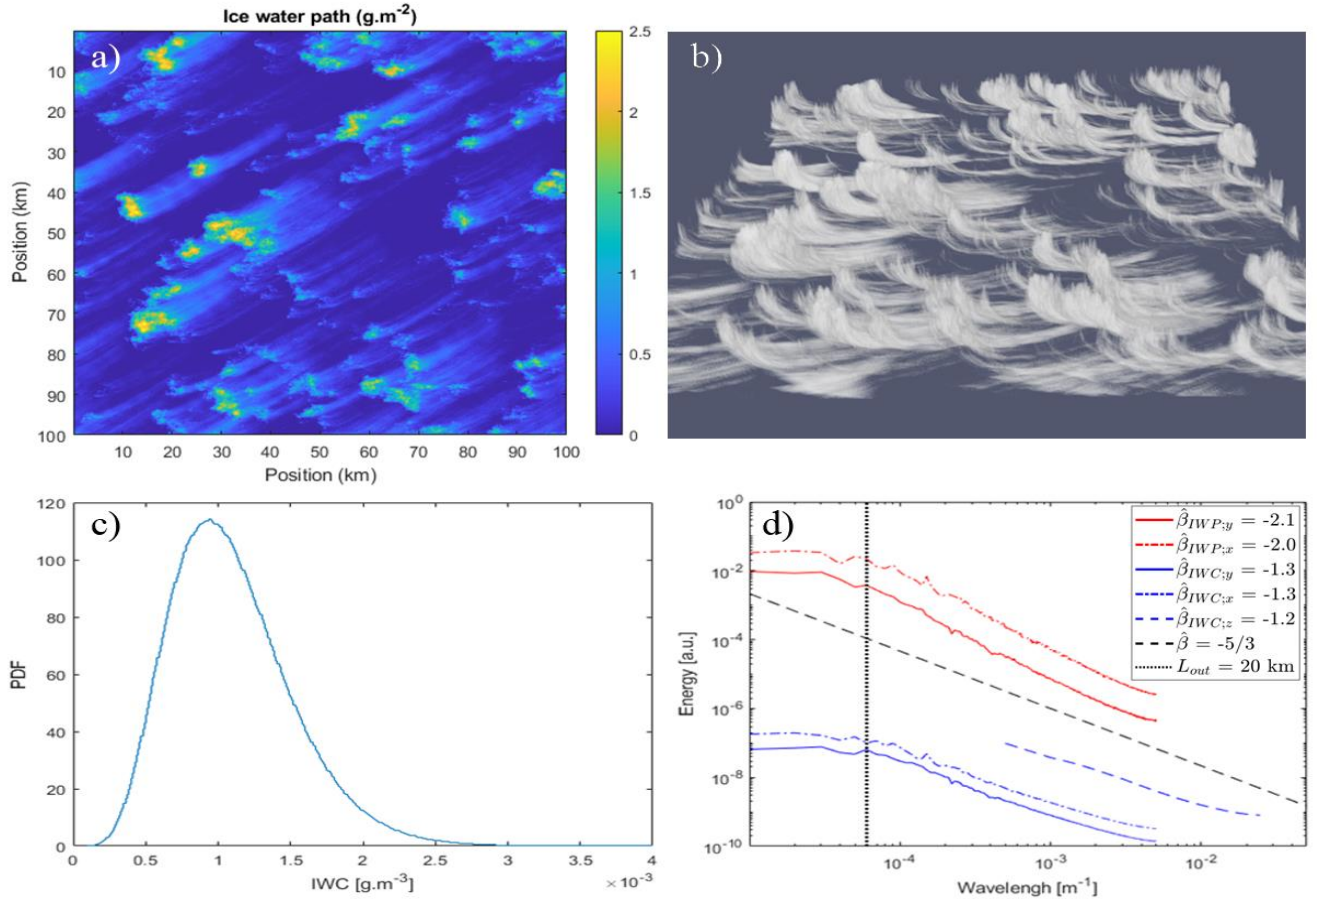 Ice water path (g.m⁻²)
a)
b)
Position (km)
10
20
30
40
50
60
70
80
90
100
10
20
30
40
50
60
70
80
90
100
Position (km)
2.5
2
1.5
1
0.5
0
c)
PDF
120
100
80
60
40
20
0
0
0.5
1
1.5
2
2.5
3
3.5
4
IWC [g.m⁻³]
× 10⁻³
d)
Energy [a.u.]
10⁰
10⁻²
10⁻⁴
10⁻⁶
10⁻⁸
10⁻¹⁰
10⁻⁴
10⁻³
10⁻²
Wavelengh [m⁻¹]
β̂IWP;y = -2.1
β̂IWP;x = -2.0
β̂IWC;y = -1.3
β̂IWC;x = -1.3
β̂IWC;z = -1.2
β̂ = -5/3
Lout = 20 km